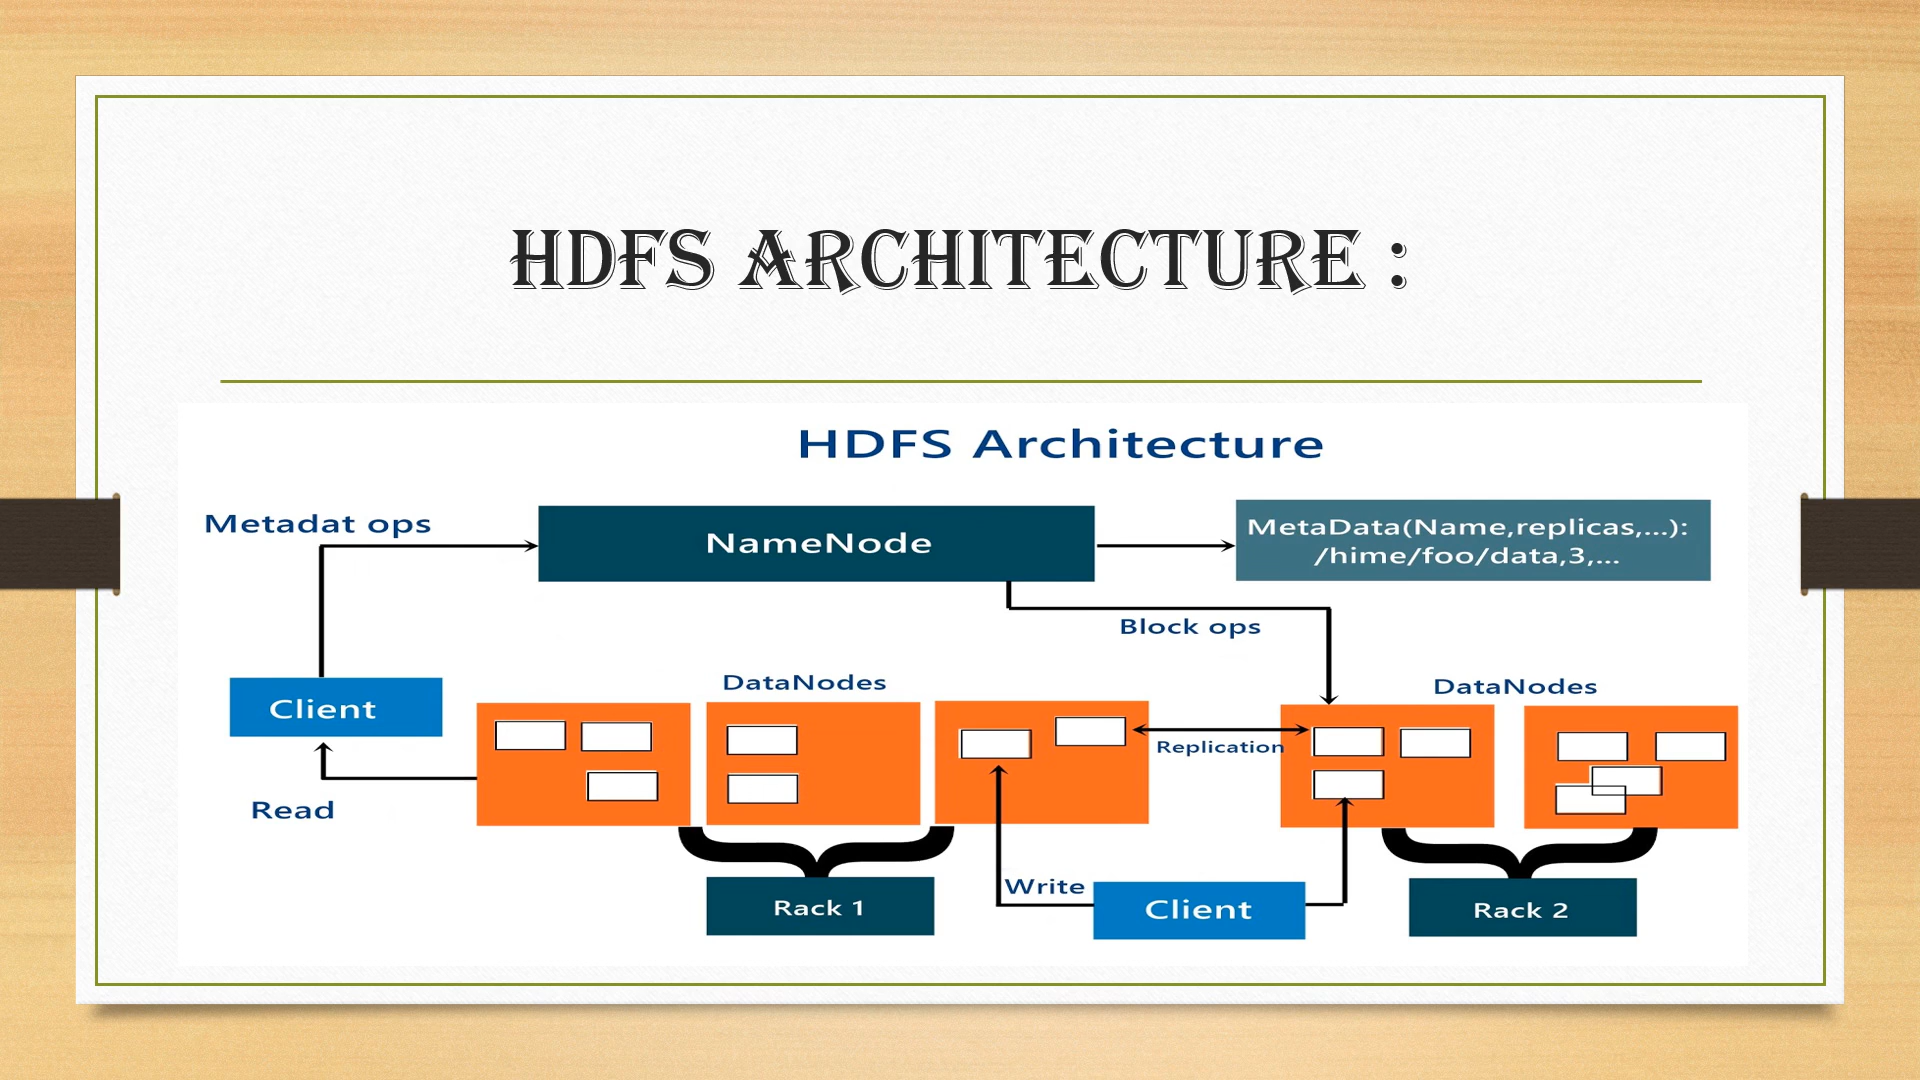 HDFS ARCHITECTURE :
HDFS Architecture
Metadat ops
NameNode
MetaData(Name,replicas,...):
/hime/foo/data,3,...
Block ops
Client
DataNodes
DataNodes
Replication
Read
Write
Rack 1
Client
Rack 2